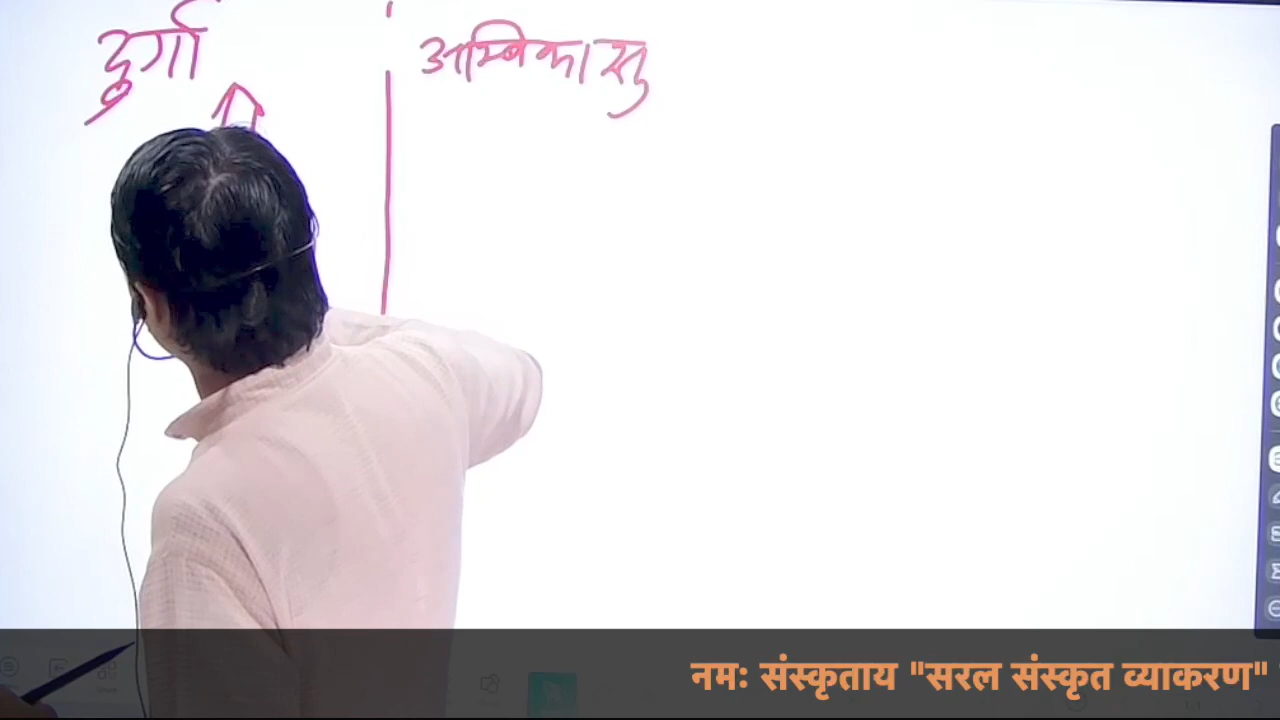 दुर्गा
अम्बिकासु
नमः संस्कृताय "सरल संस्कृत व्याकरण"